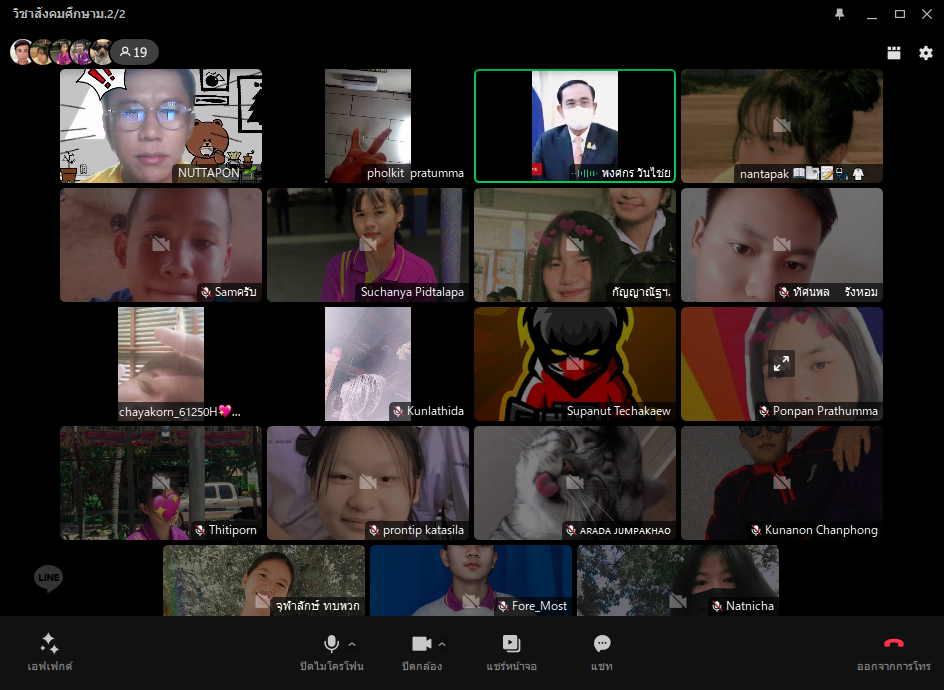 วิชาสังคมศึกษาม.2/2
19
NUTTAPON
pholkit pratumma
พงศกร วันไชย
nantapak
Samครับ
Suchanya Pidtalapa
กัญญาณัฐฯ.
ทัศนพล รังหอม
chayakorn_61250H💖...
Kunlathida
Supanut Techakaew
Ponpan Prathumma
Thitiporn
prontip katasila
ARADA JUMPAKHAO
Kunanon Chanphong
LINE
จุฬาลักษ์ ทบพวก
Fore_Most
Natnicha
เอฟเฟกต์
ปิดไมโครโฟน
ปิดกล้อง
แชร์หน้าจอ
แชท
ออกจากการโทร